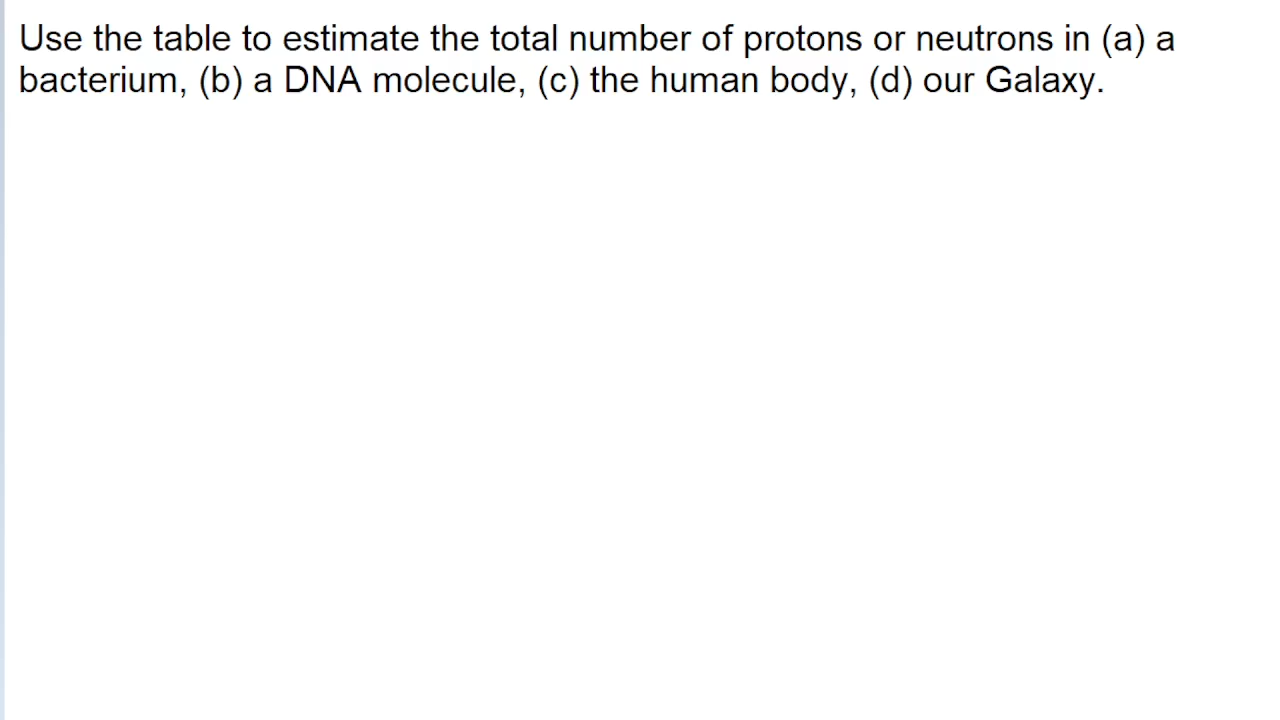 Use the table to estimate the total number of protons or neutrons in (a) a
bacterium, (b) a DNA molecule, (c) the human body, (d) our Galaxy.